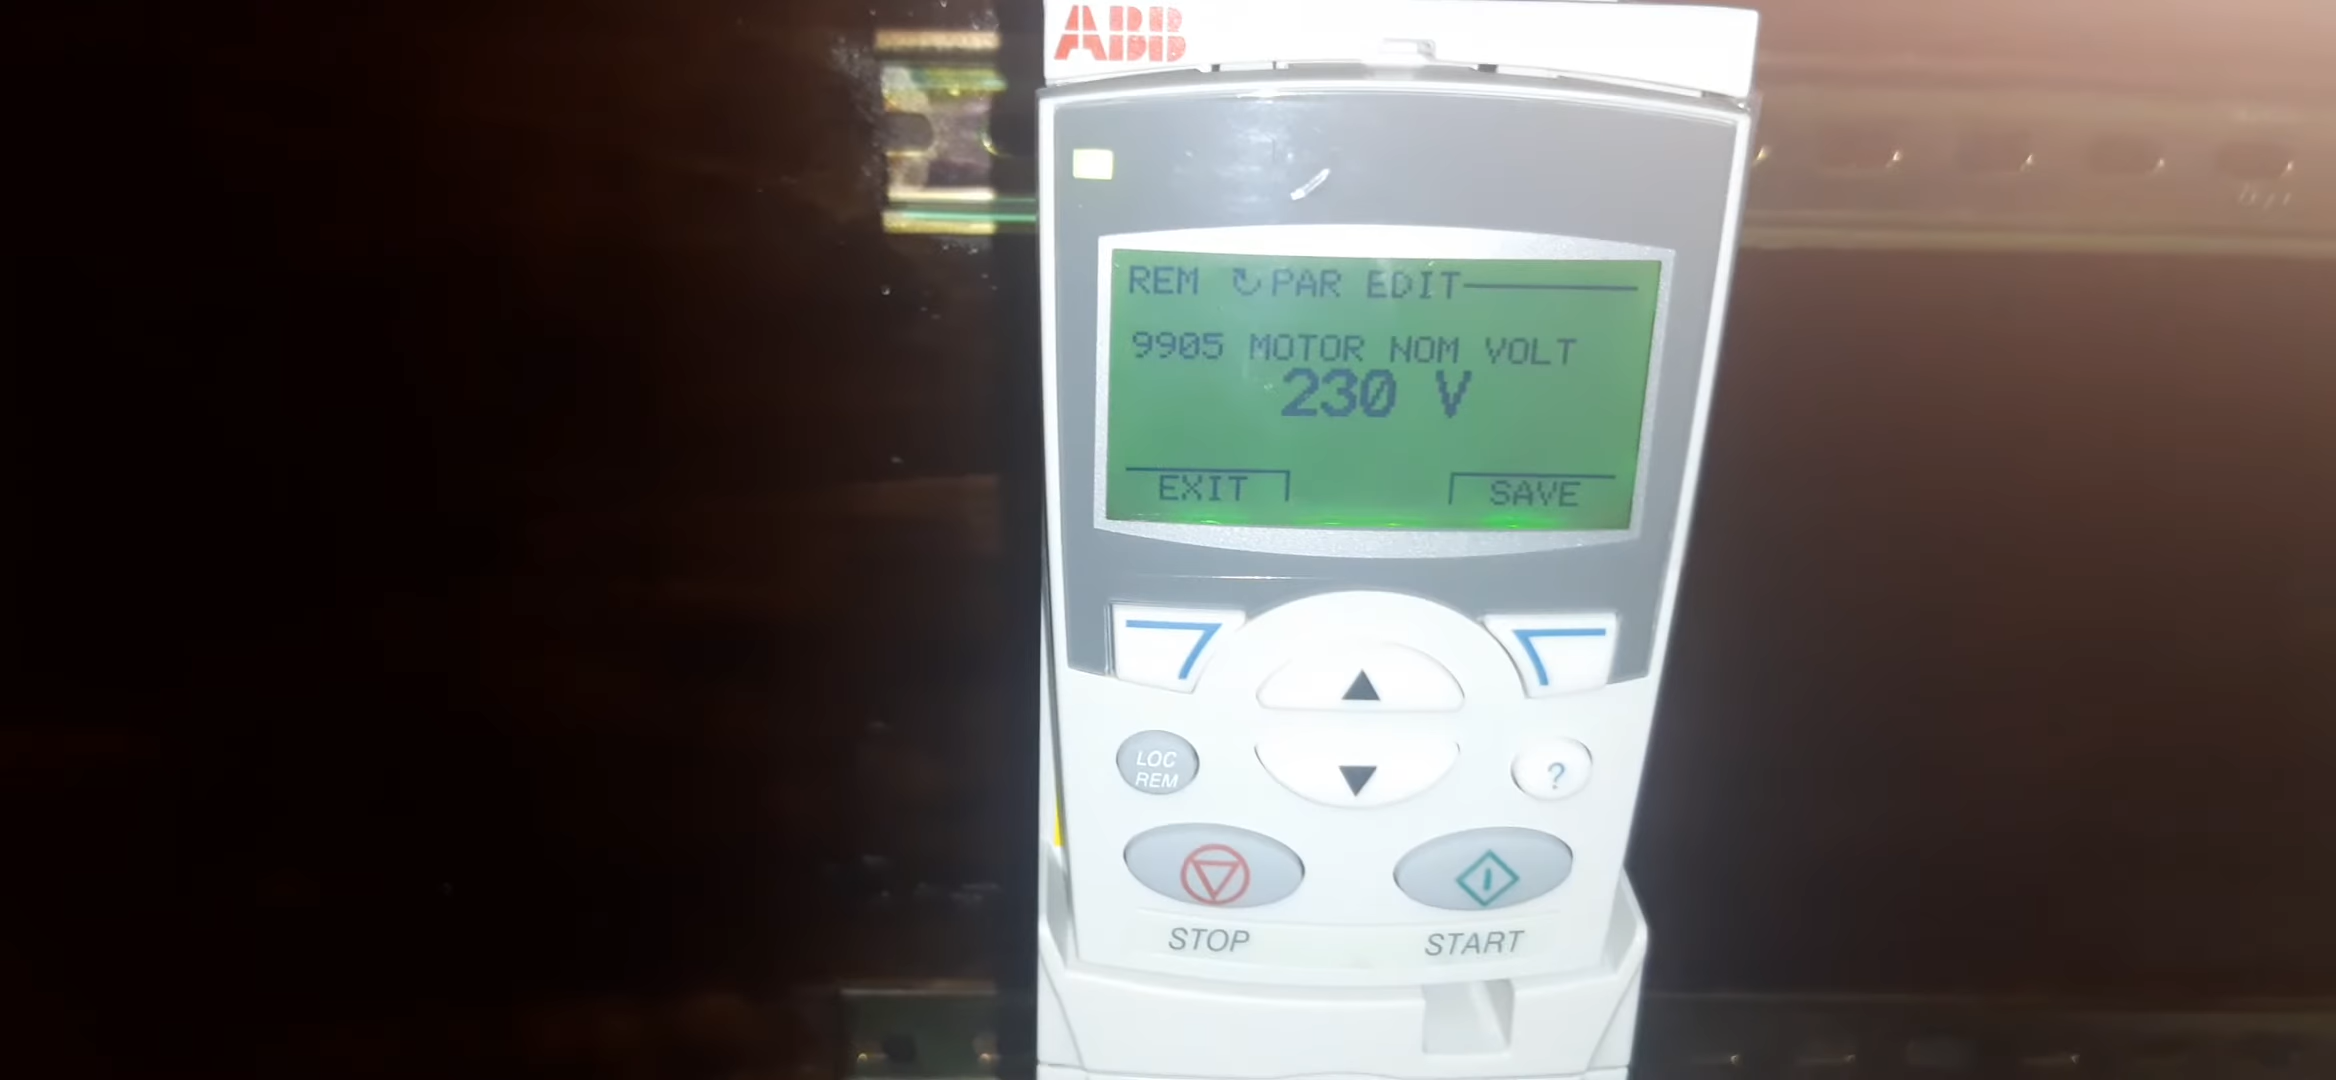 ABB
REM ↻PAR EDIT
9905 MOTOR NOM VOLT
230 V
EXIT SAVE
LOC
REM
?
STOP START